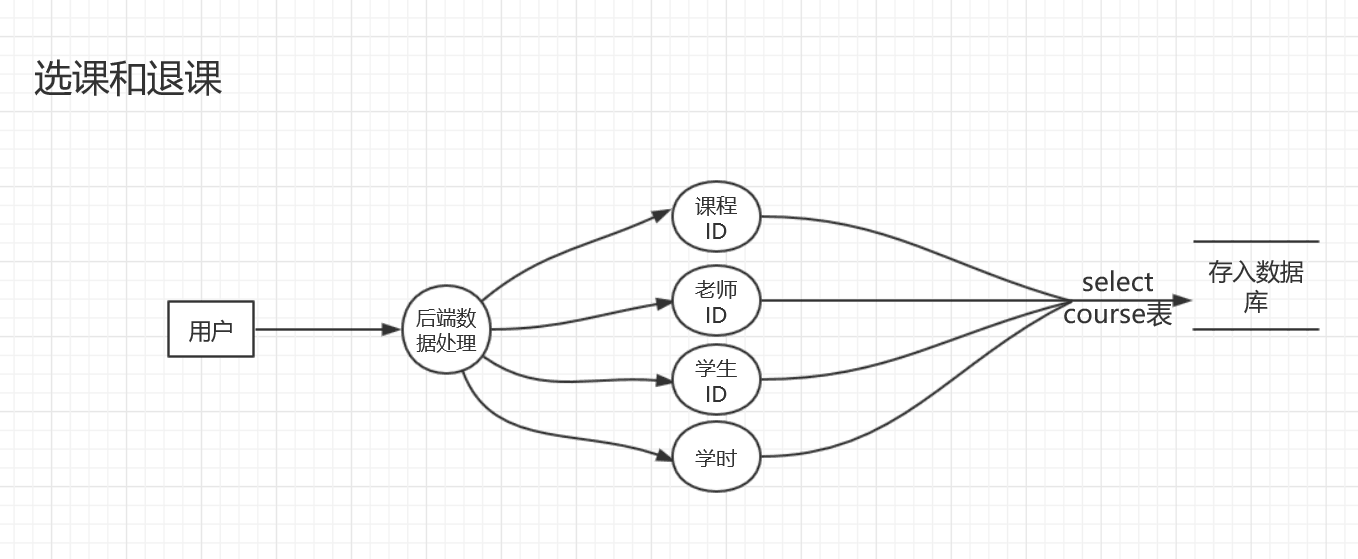 选课和退课
用户
后端数
据处理
课程
ID
老师
ID
学生
ID
学时
select
course表
存入数据
库